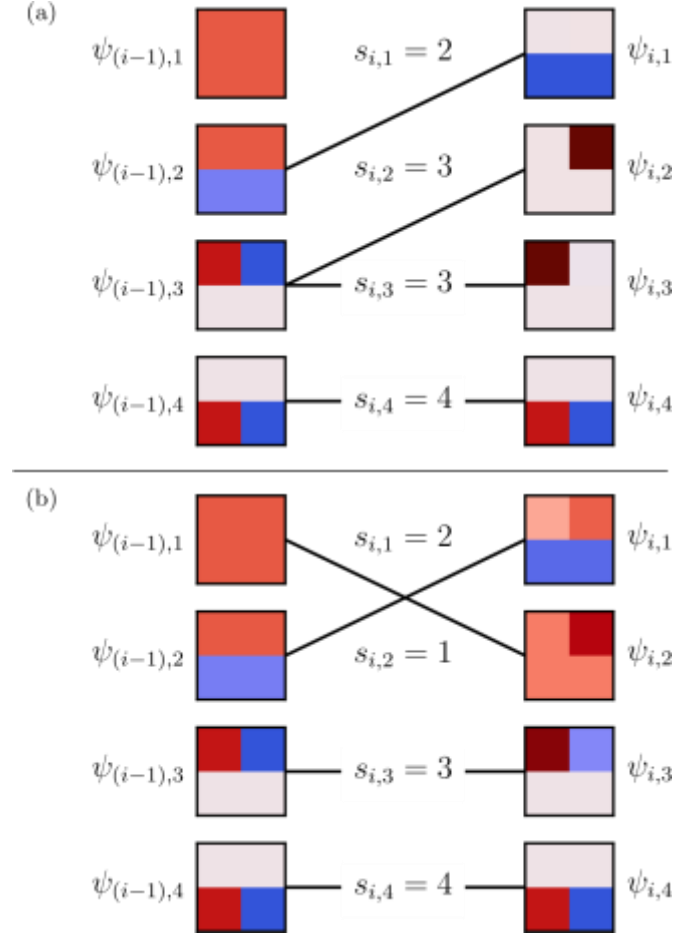 (a)
ψ_{(i−1),1} s_{i,1} = 2 ψ_{i,1}
ψ_{(i−1),2} s_{i,2} = 3 ψ_{i,2}
ψ_{(i−1),3} s_{i,3} = 3 ψ_{i,3}
ψ_{(i−1),4} s_{i,4} = 4 ψ_{i,4}
(b)
ψ_{(i−1),1} s_{i,1} = 2 ψ_{i,1}
ψ_{(i−1),2} s_{i,2} = 1 ψ_{i,2}
ψ_{(i−1),3} s_{i,3} = 3 ψ_{i,3}
ψ_{(i−1),4} s_{i,4} = 4 ψ_{i,4}